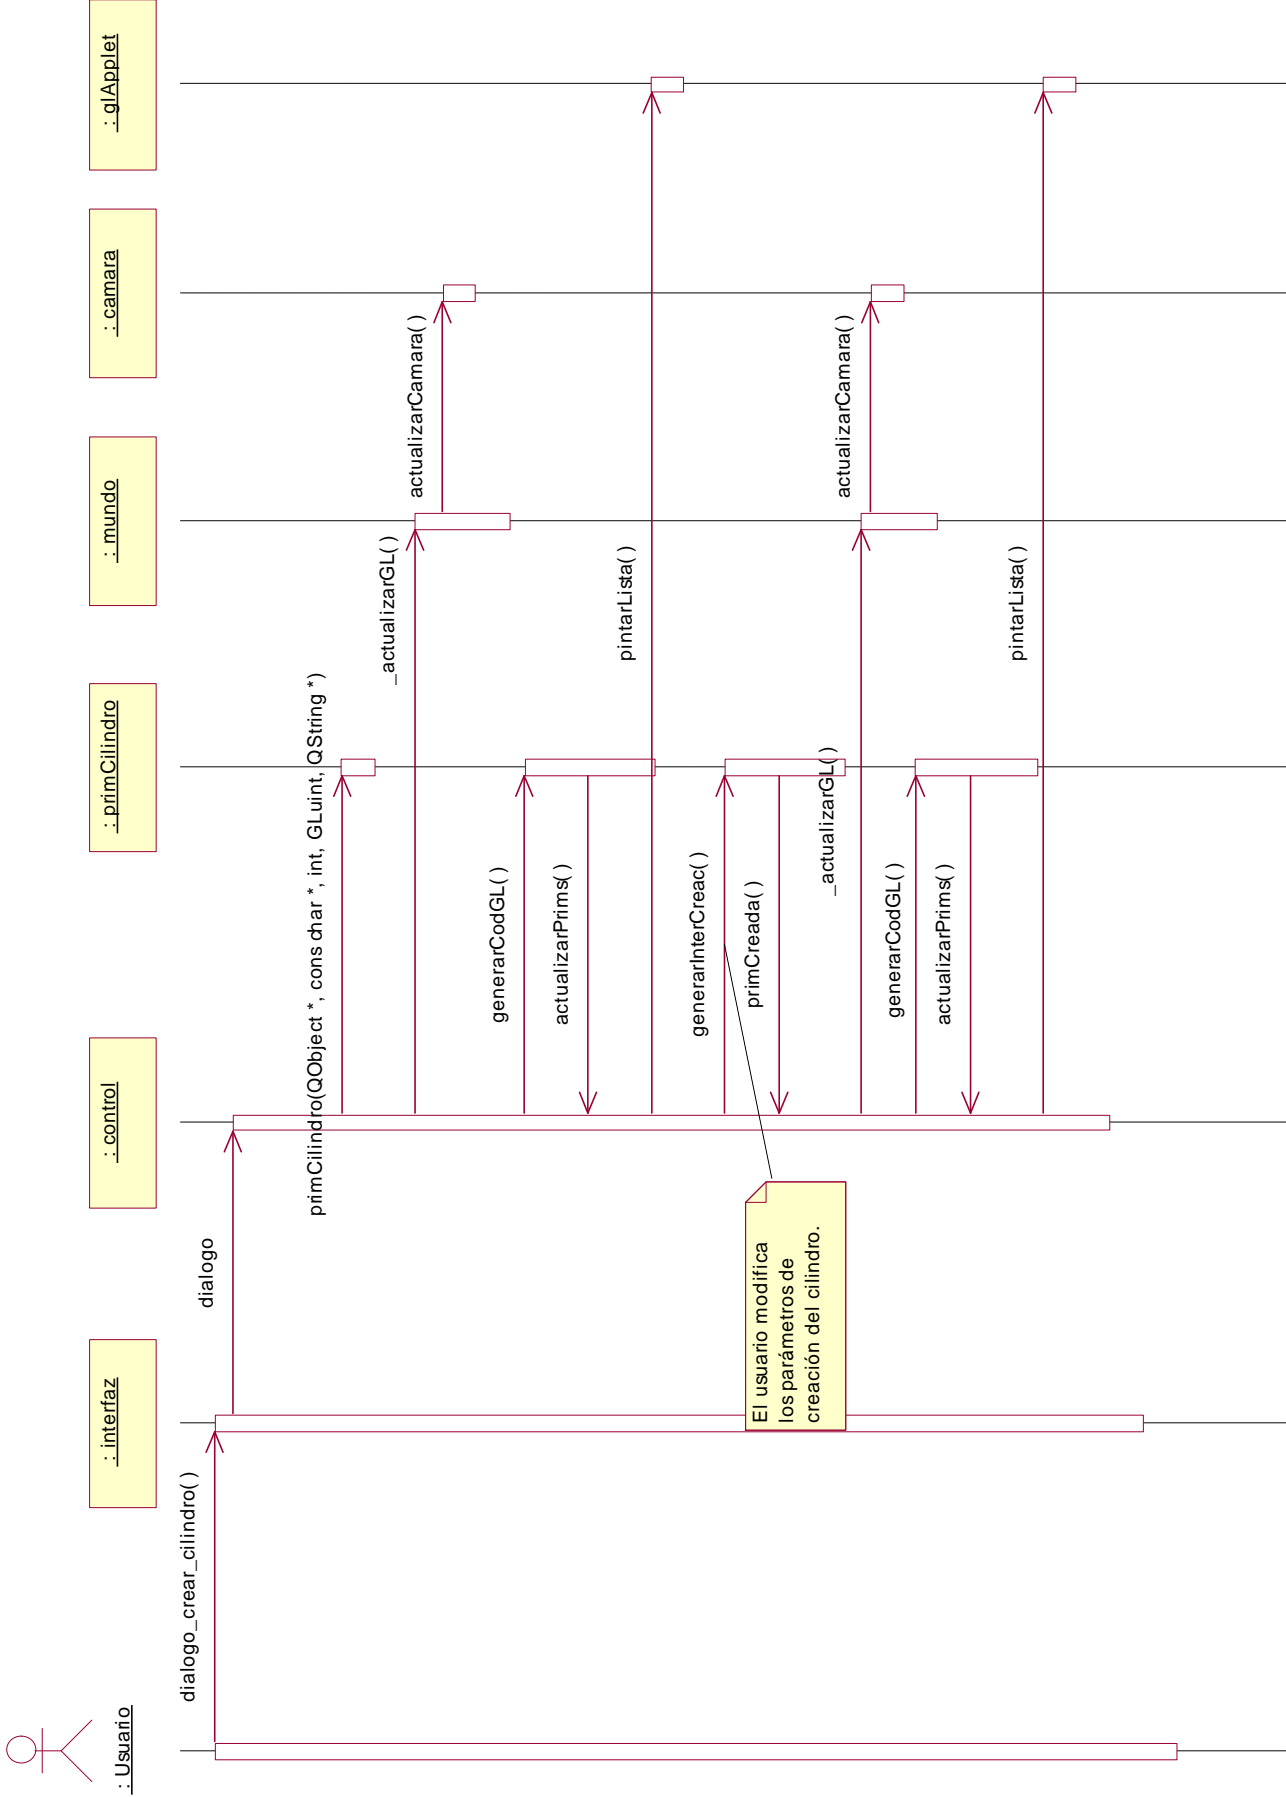 : Usuario
: interfaz
: control
: primCilindro
: mundo
: camara
: glApplet
dialogo_crear_cilindro( )
dialogo
primCilindro(QObject *, cons char *, int, GLuint, QString *)
_actualizarGL( )
actualizarCamara( )
generarCodGL( )
actualizarPrims( )
pintarLista( )
generarInterCreac( )
El usuario modifica
los parámetros de
creación del cilindro.
primCreada( )
_actualizarGL( )
actualizarCamara( )
generarCodGL( )
actualizarPrims( )
pintarLista( )